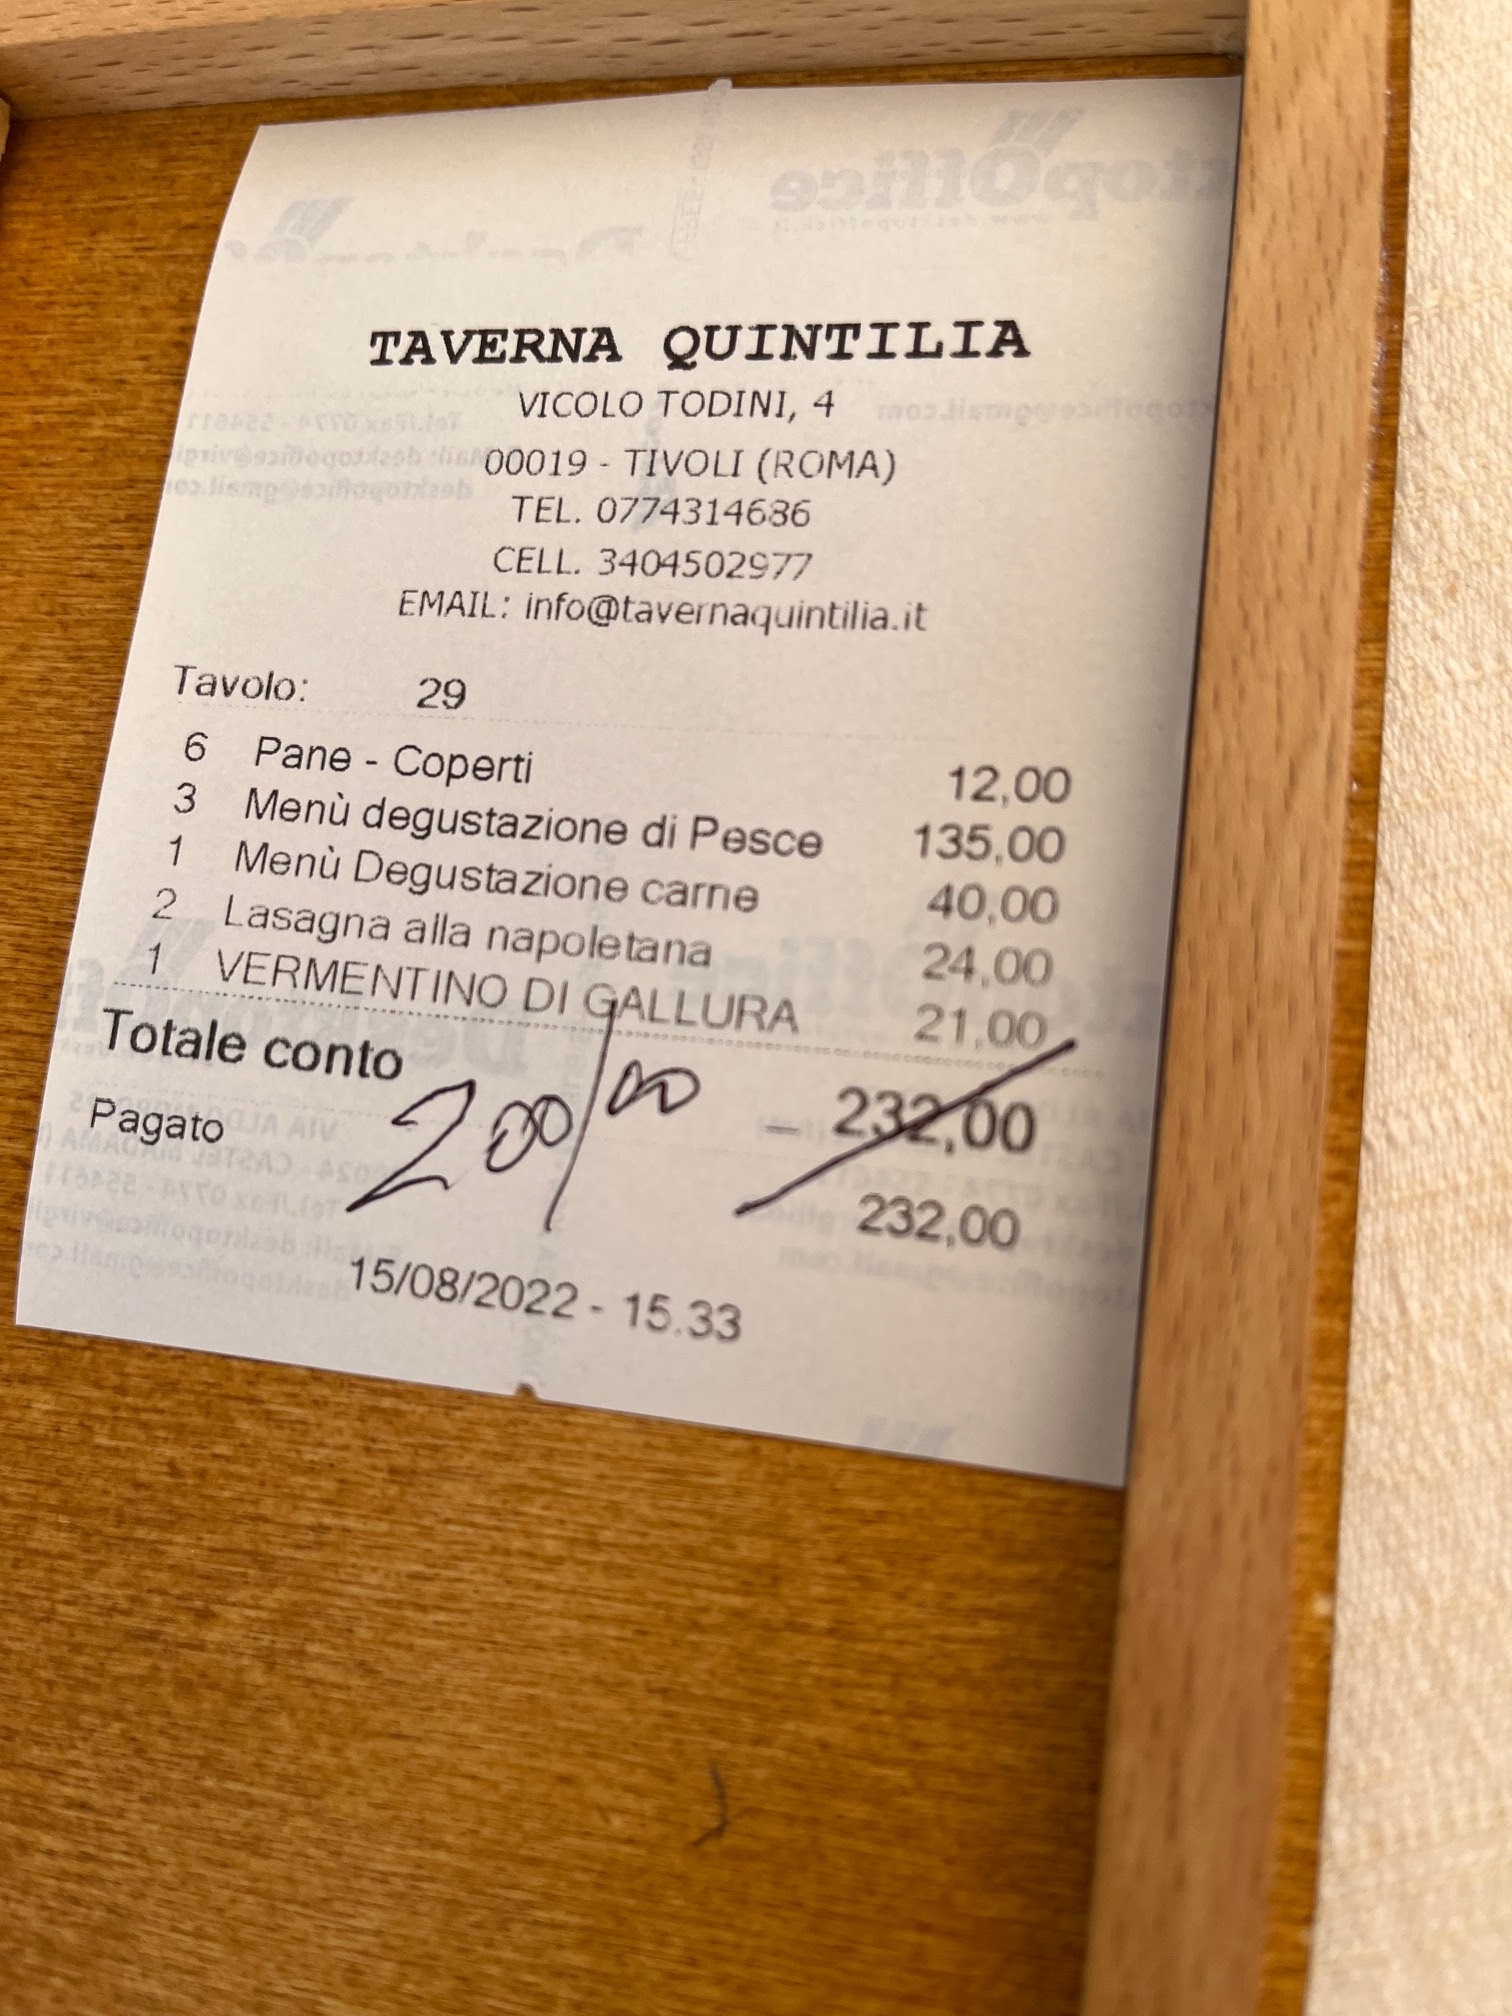 TAVERNA QUINTILIA
VICOLO TODINI, 4
00019 - TIVOLI (ROMA)
TEL. 0774314686
CELL. 3404502977
EMAIL: info@tavernaquintilia.it
Tavolo: 29
6 Pane - Coperti 12,00
3 Menù degustazione di Pesce 135,00
1 Menù Degustazione carne 40,00
2 Lasagna alla napoletana 24,00
1 VERMENTINO DI GALLURA 21,00
Totale conto 232,00
200/00
Pagato 232,00
15/08/2022 - 15.33